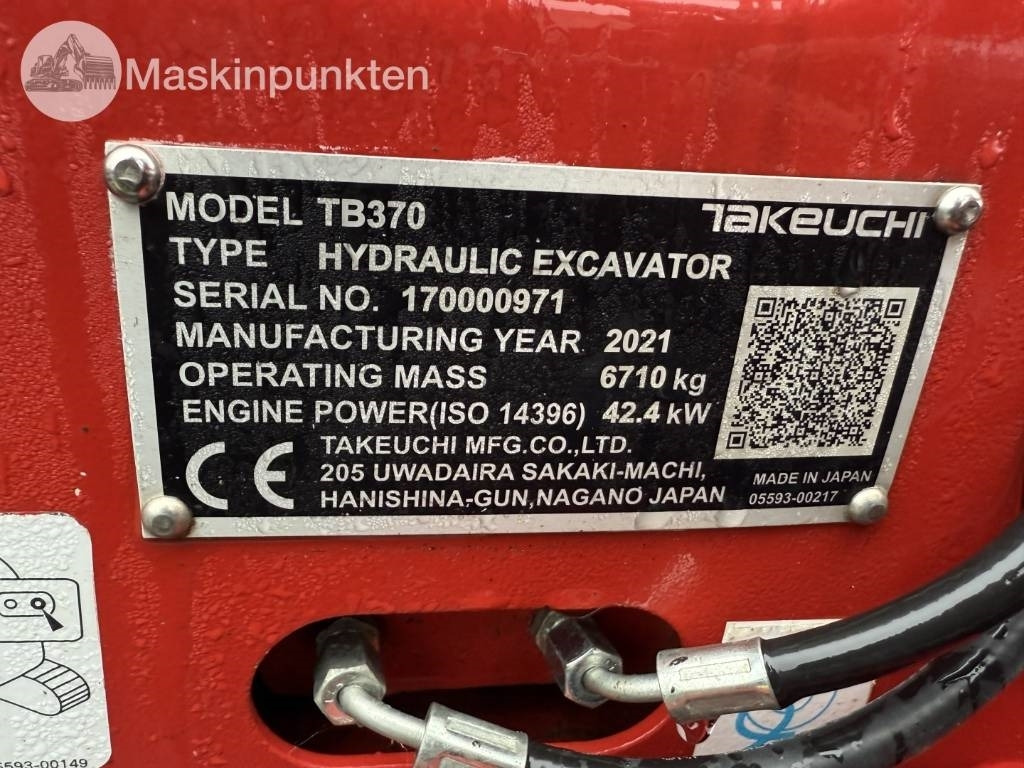 Maskinpunkten
MODEL TB370
TAKEUCHI
TYPE HYDRAULIC EXCAVATOR
SERIAL NO. 170000971
MANUFACTURING YEAR 2021
OPERATING MASS 6710 kg
ENGINE POWER(ISO 14396) 42.4 kW
CE
TAKEUCHI MFG.CO.,LTD.
205 UWADAIRA SAKAKI-MACHI,
HANISHINA-GUN,NAGANO JAPAN
MADE IN JAPAN
05593-00217
5593-00149